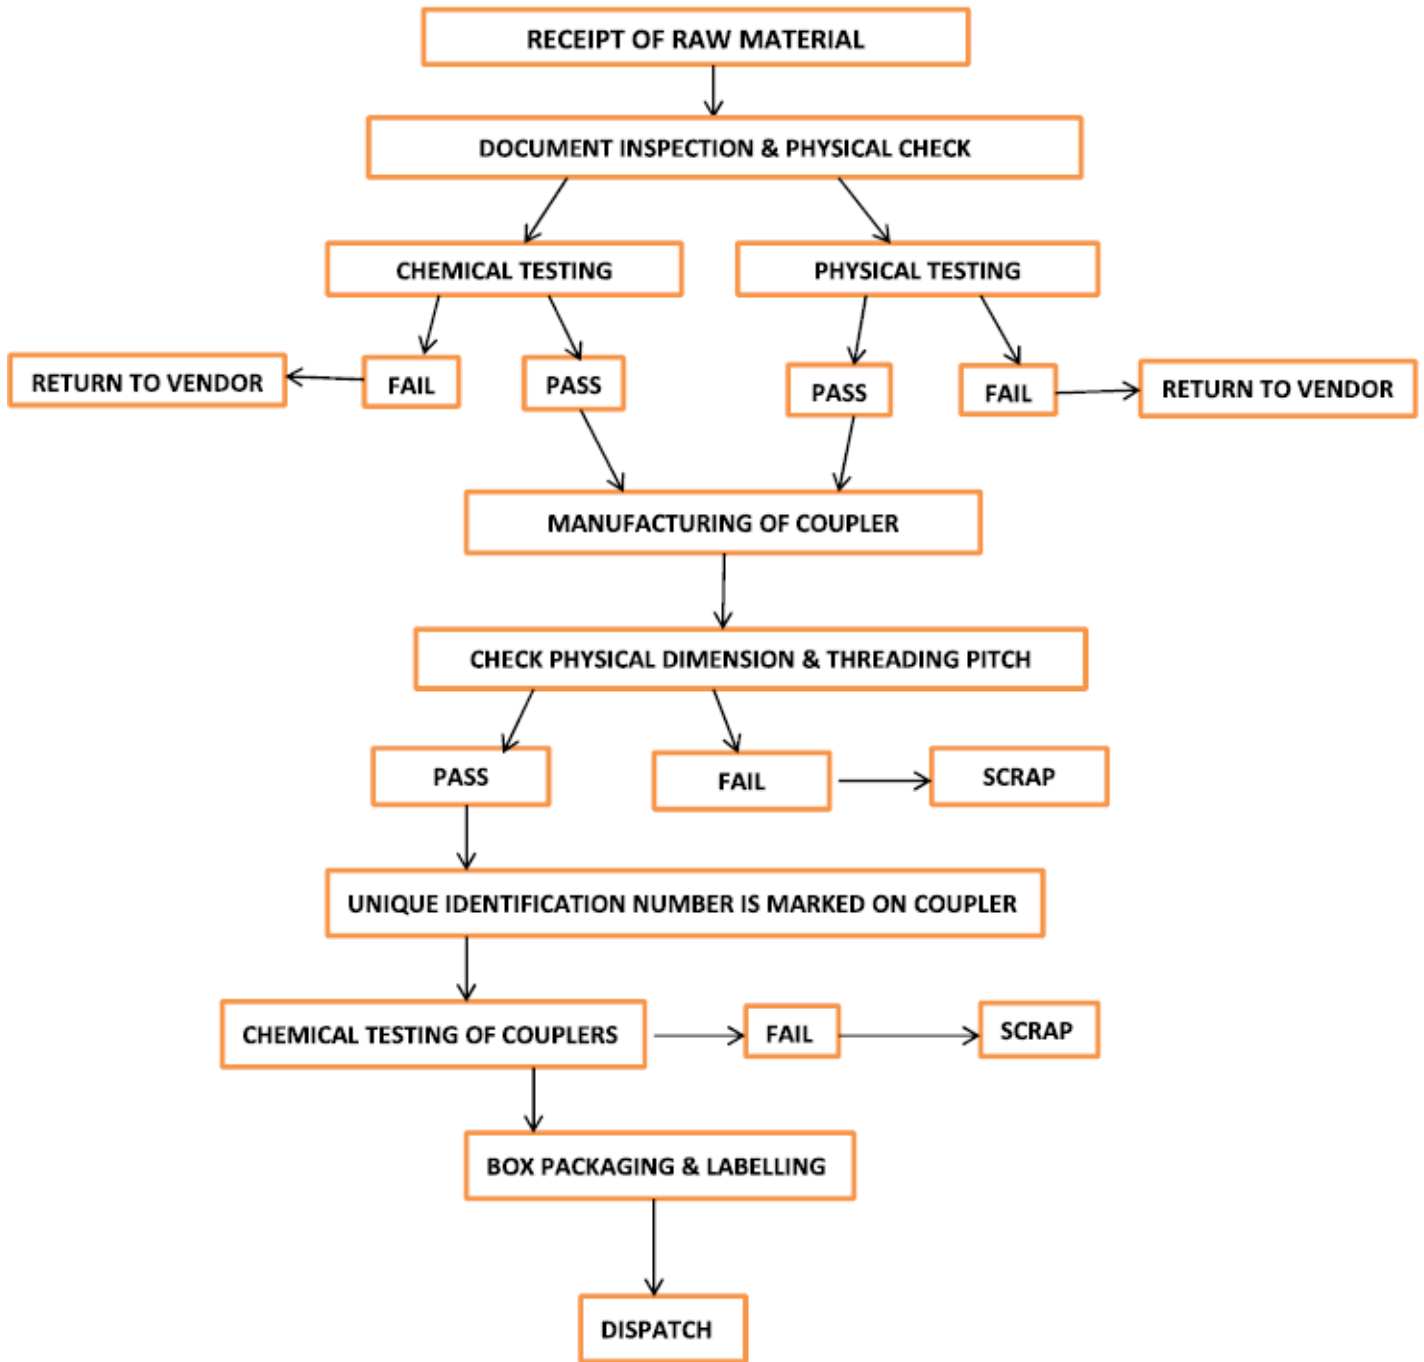 RECEIPT OF RAW MATERIAL
DOCUMENT INSPECTION & PHYSICAL CHECK
CHEMICAL TESTING
PHYSICAL TESTING
RETURN TO VENDOR
FAIL
PASS
PASS
FAIL
RETURN TO VENDOR
MANUFACTURING OF COUPLER
CHECK PHYSICAL DIMENSION & THREADING PITCH
PASS
FAIL
SCRAP
UNIQUE IDENTIFICATION NUMBER IS MARKED ON COUPLER
CHEMICAL TESTING OF COUPLERS
FAIL
SCRAP
BOX PACKAGING & LABELLING
DISPATCH